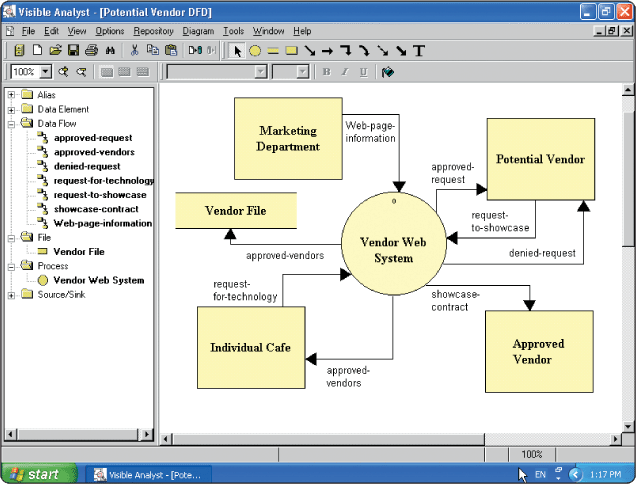 Visible Analyst - [Potential Vendor DFD]
File Edit View Options Repository Diagram Tools Window Help
T
100%
B I U
Alias
Data Element
Data Flow
approved-request
approved-vendors
denied-request
request-for-technology
request-to-showcase
showcase-contract
Web-page-information
File
Vendor File
Process
Vendor Web System
Source/Sink
Marketing
Department
Web-page-
information
Potential Vendor
approved-
request
Vendor File
0
Vendor Web
System
request-
to-showcase
approved-vendors
denied-request
request-
for-technology
showcase-
contract
Individual Cafe
Approved
Vendor
approved-
vendors
100%
start
Visible Analyst - [Pote...
EN
1:17 PM